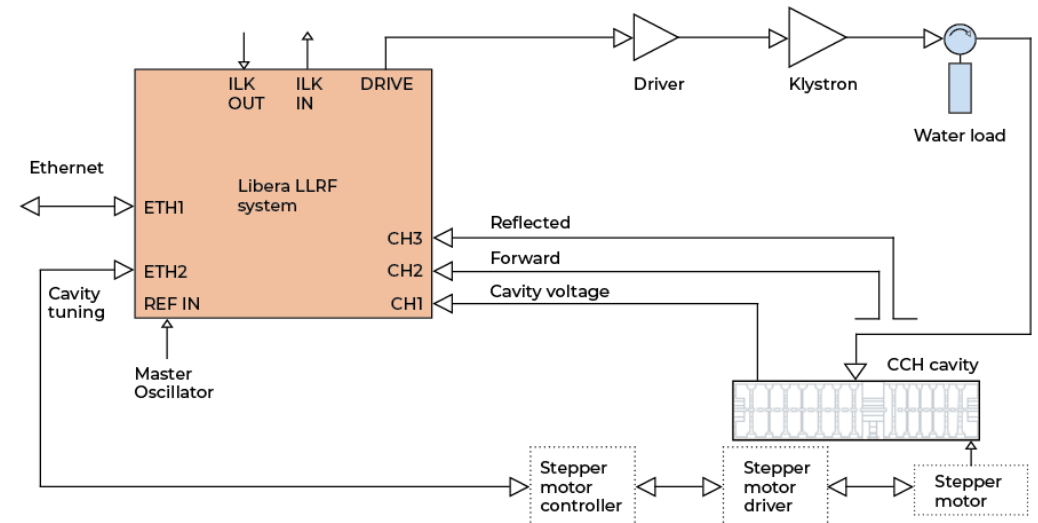 ILK
OUT
ILK
IN
DRIVE
Driver
Klystron
Water load
Ethernet
Libera LLRF
system
ETH1
Reflected
CH3
Forward
CH2
ETH2
Cavity voltage
CH1
Cavity
tuning
REF IN
Master
Oscillator
CCH cavity
Stepper
motor
controller
Stepper
motor
driver
Stepper
motor